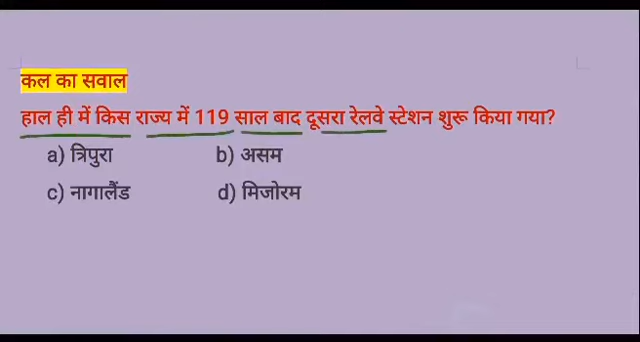 कल का सवाल
हाल ही में किस राज्य में 119 साल बाद दूसरा रेलवे स्टेशन शुरू किया गया?
a) त्रिपुरा b) असम
c) नागालैंड d) मिजोरम